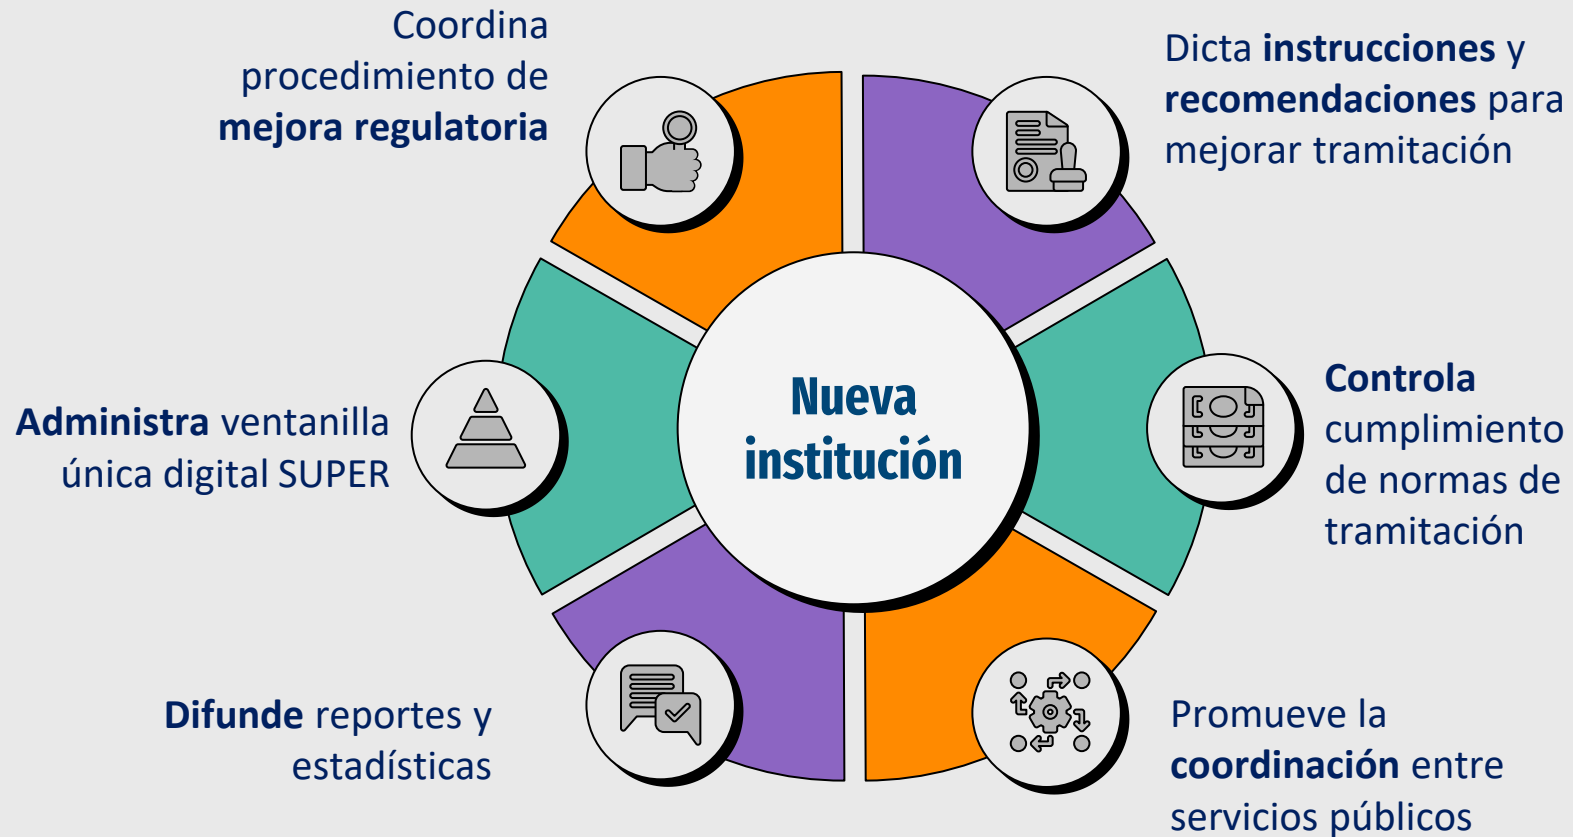 Coordina
procedimiento de
mejora regulatoria
Dicta instrucciones y
recomendaciones para
mejorar tramitación
Administra ventanilla
única digital SUPER
Nueva
institución
Controla
cumplimiento
de normas de
tramitación
Difunde reportes y
estadísticas
Promueve la
coordinación entre
servicios públicos